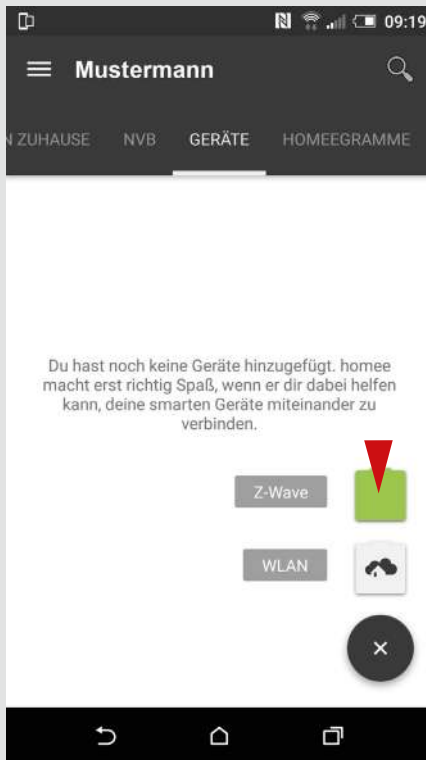 09:19
Mustermann
N ZUHAUSE NVB GERÄTE HOMEEGRAMME
Du hast noch keine Geräte hinzugefügt. homee
macht erst richtig Spaß, wenn er dir dabei helfen
kann, deine smarten Geräte miteinander zu
verbinden.
Z-Wave
WLAN